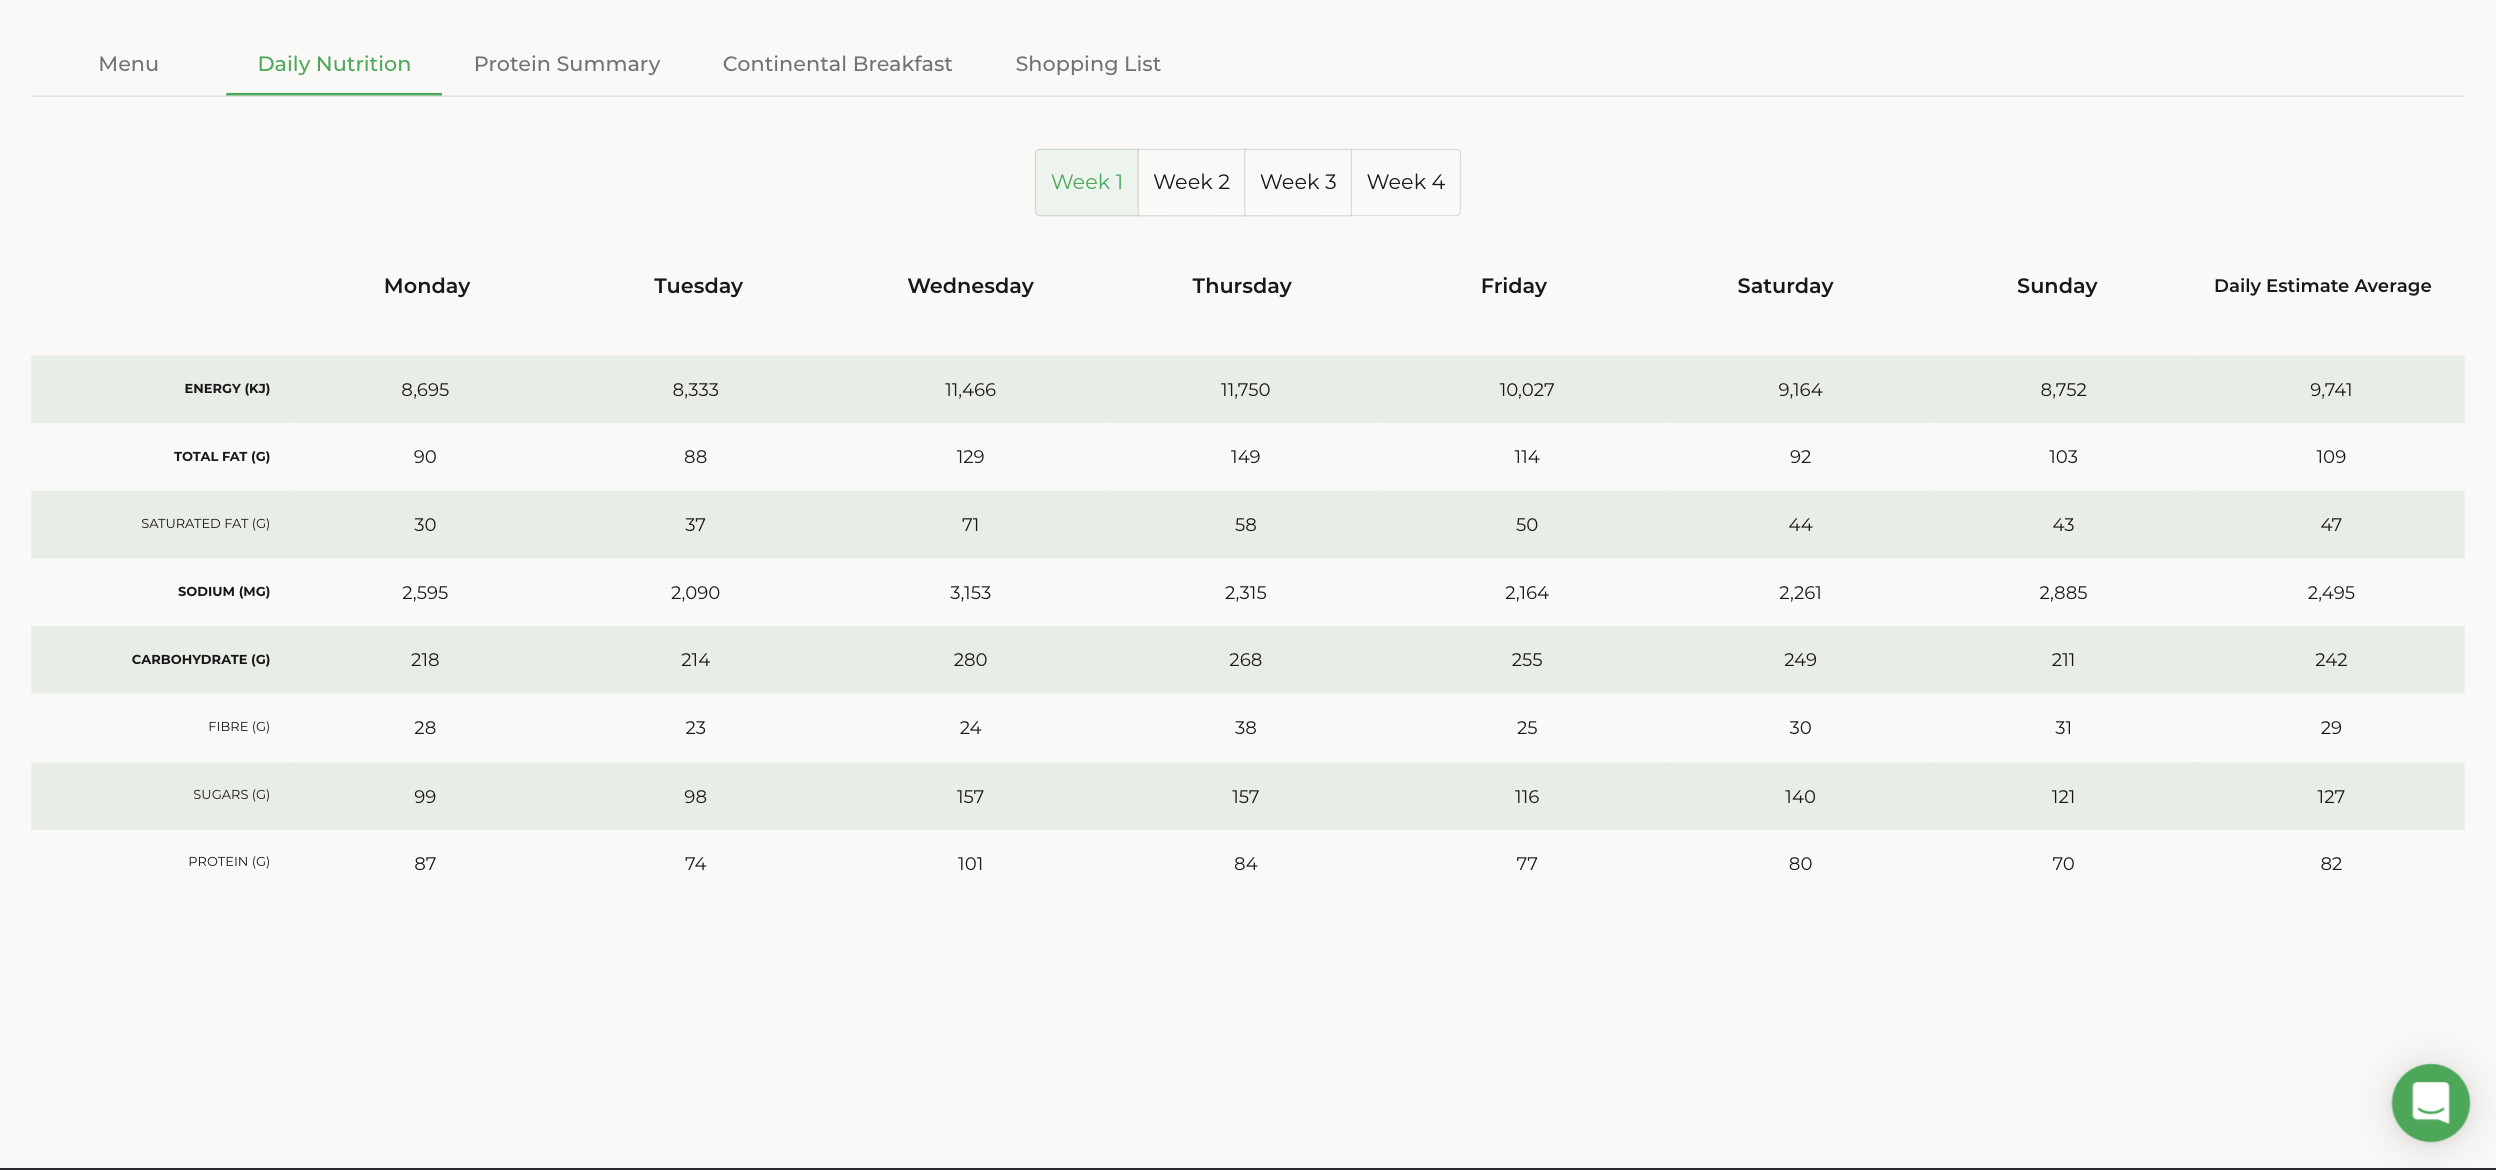 Menu Daily Nutrition Protein Summary Continental Breakfast Shopping List
Week 1 Week 2 Week 3 Week 4
Monday Tuesday Wednesday Thursday Friday Saturday Sunday Daily Estimate Average
ENERGY (KJ) 8,695 8,333 11,466 11,750 10,027 9,164 8,752 9,741
TOTAL FAT (G) 90 88 129 149 114 92 103 109
SATURATED FAT (G) 30 37 71 58 50 44 43 47
SODIUM (MG) 2,595 2,090 3,153 2,315 2,164 2,261 2,885 2,495
CARBOHYDRATE (G) 218 214 280 268 255 249 211 242
FIBRE (G) 28 23 24 38 25 30 31 29
SUGARS (G) 99 98 157 157 116 140 121 127
PROTEIN (G) 87 74 101 84 77 80 70 82